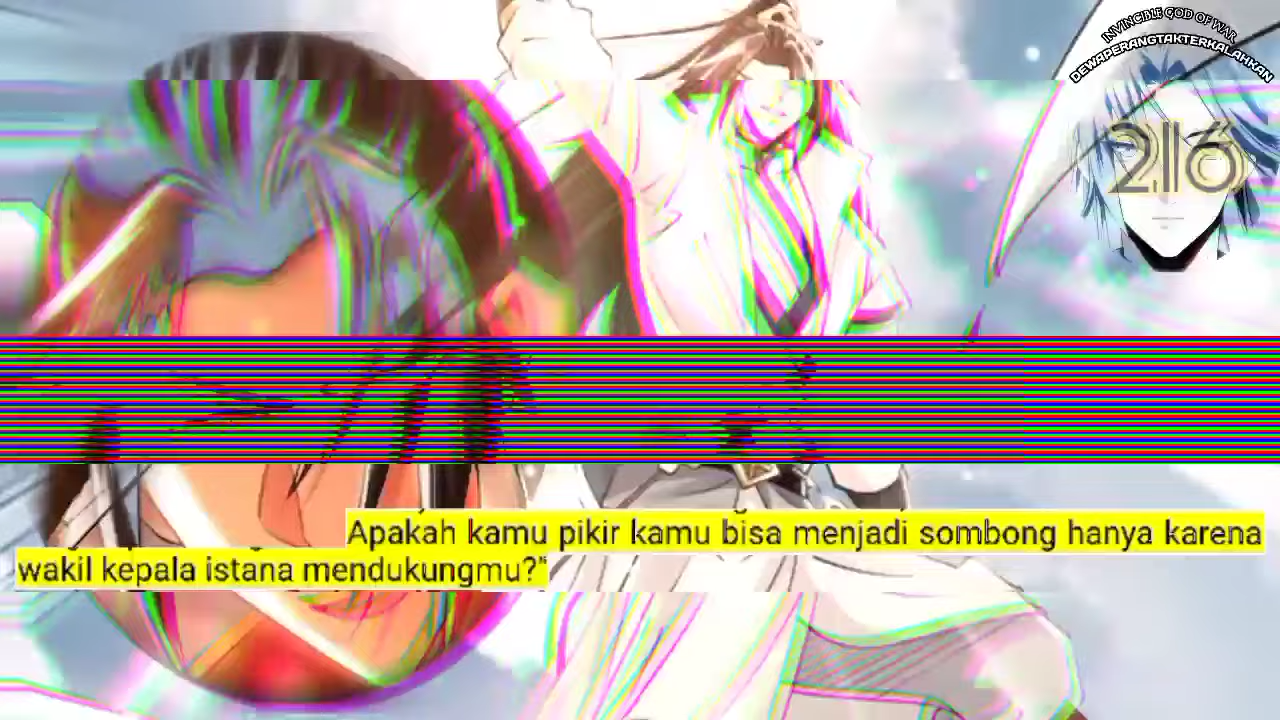 INVINCIBLE GOD OF WAR
DEWAPERANGTAKTERKALAHKAN
216
Apakah kamu pikir kamu bisa menjadi sombong hanya karena
wakil kepala istana mendukungmu?"